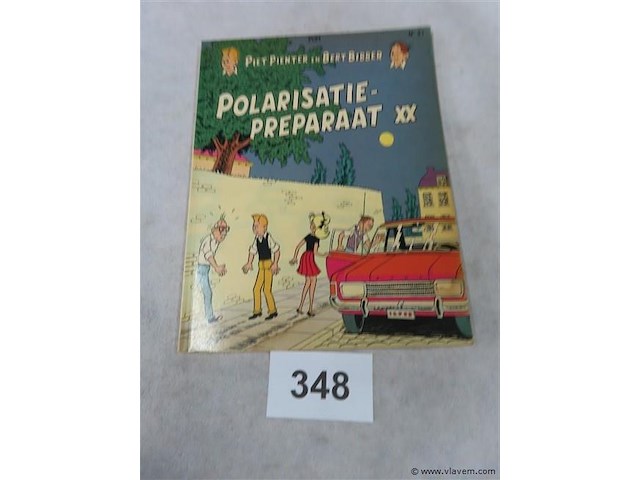 PIET PIENTER EN BERT BIBBER
POLARISATIE-
PREPARAAT XX
348
© www.vlavem.com